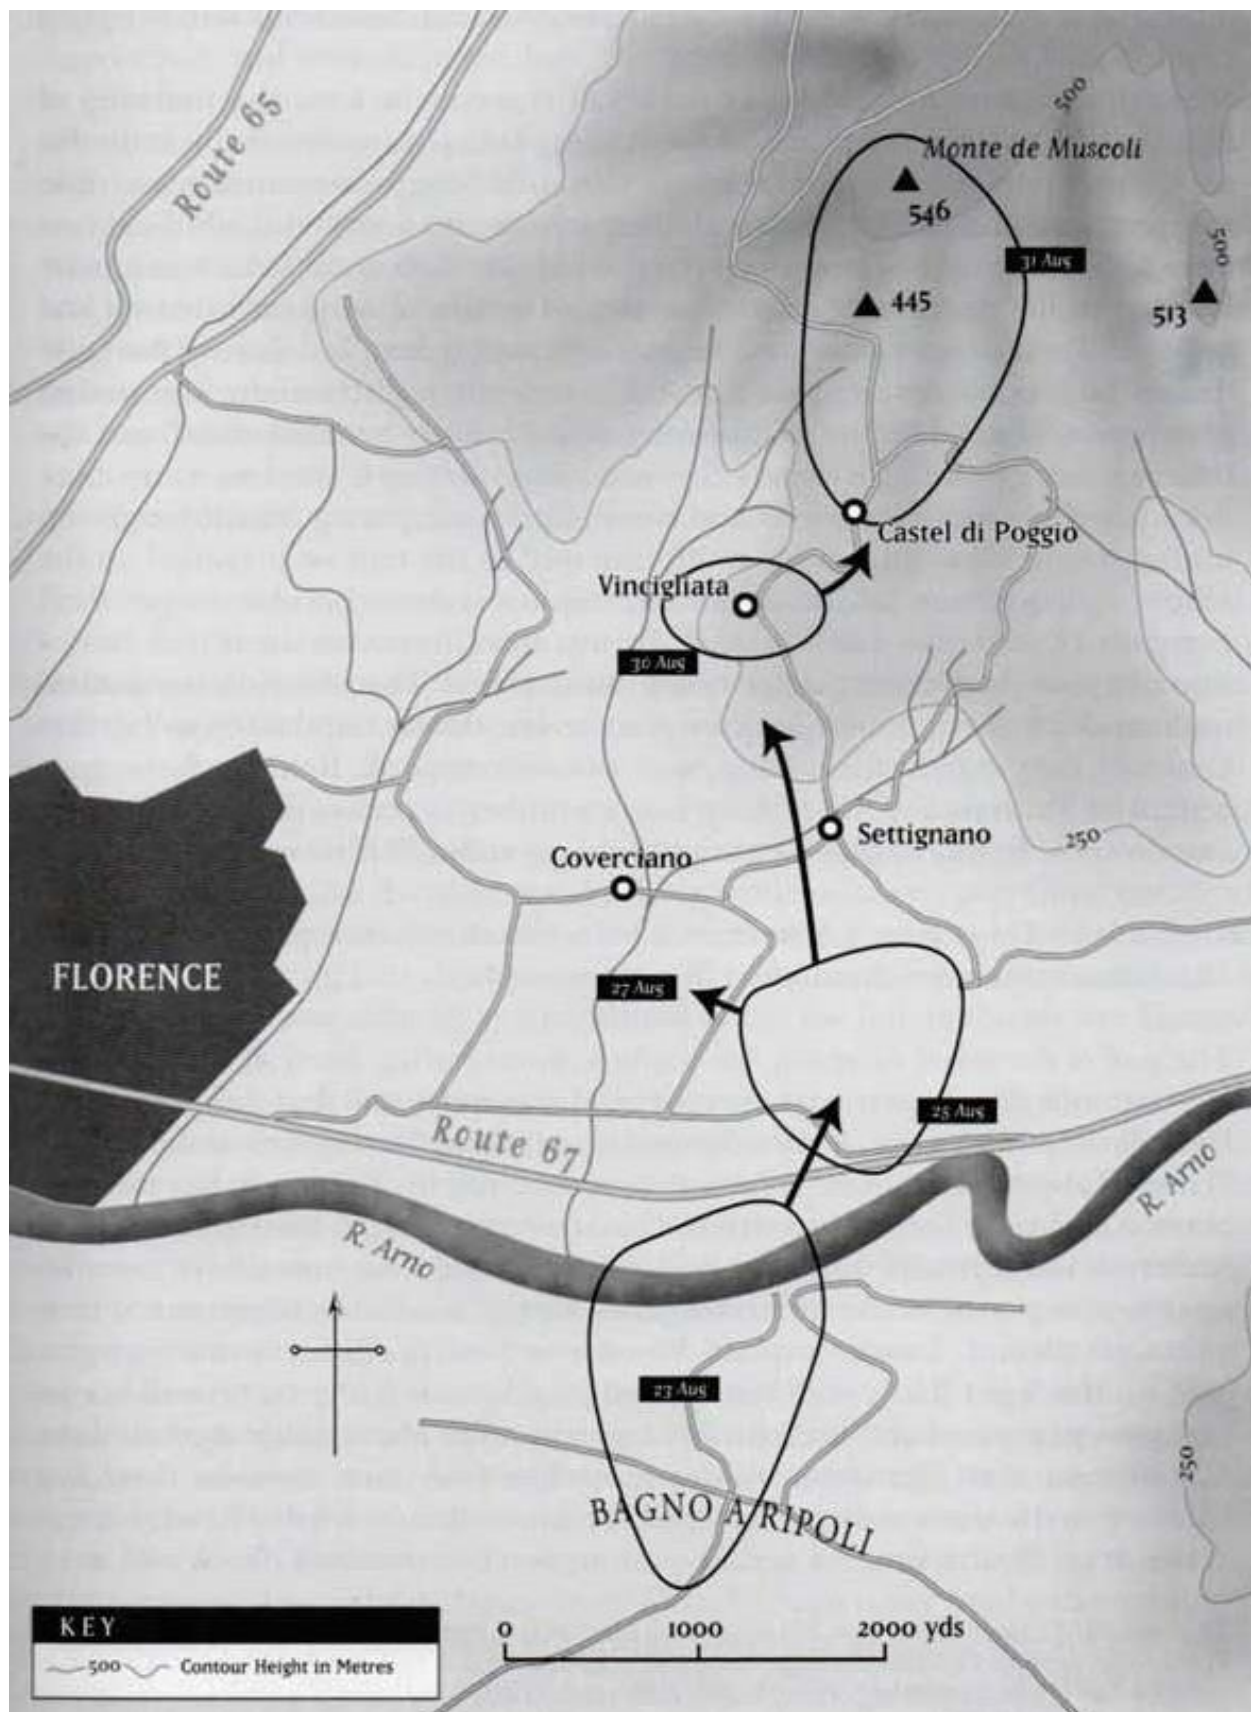 Route 65
500
Monte de Muscoli
546
31 Aug
500
445
513
Castel di Poggio
Vincigliata
30 Aug
Settignano
250
Coverciano
FLORENCE
27 Aug
25 Aug
Route 67
R. Arno
R. Arno
23 Aug
250
BAGNO A RIPOLI
KEY
500 Contour Height in Metres
0 1000 2000 yds